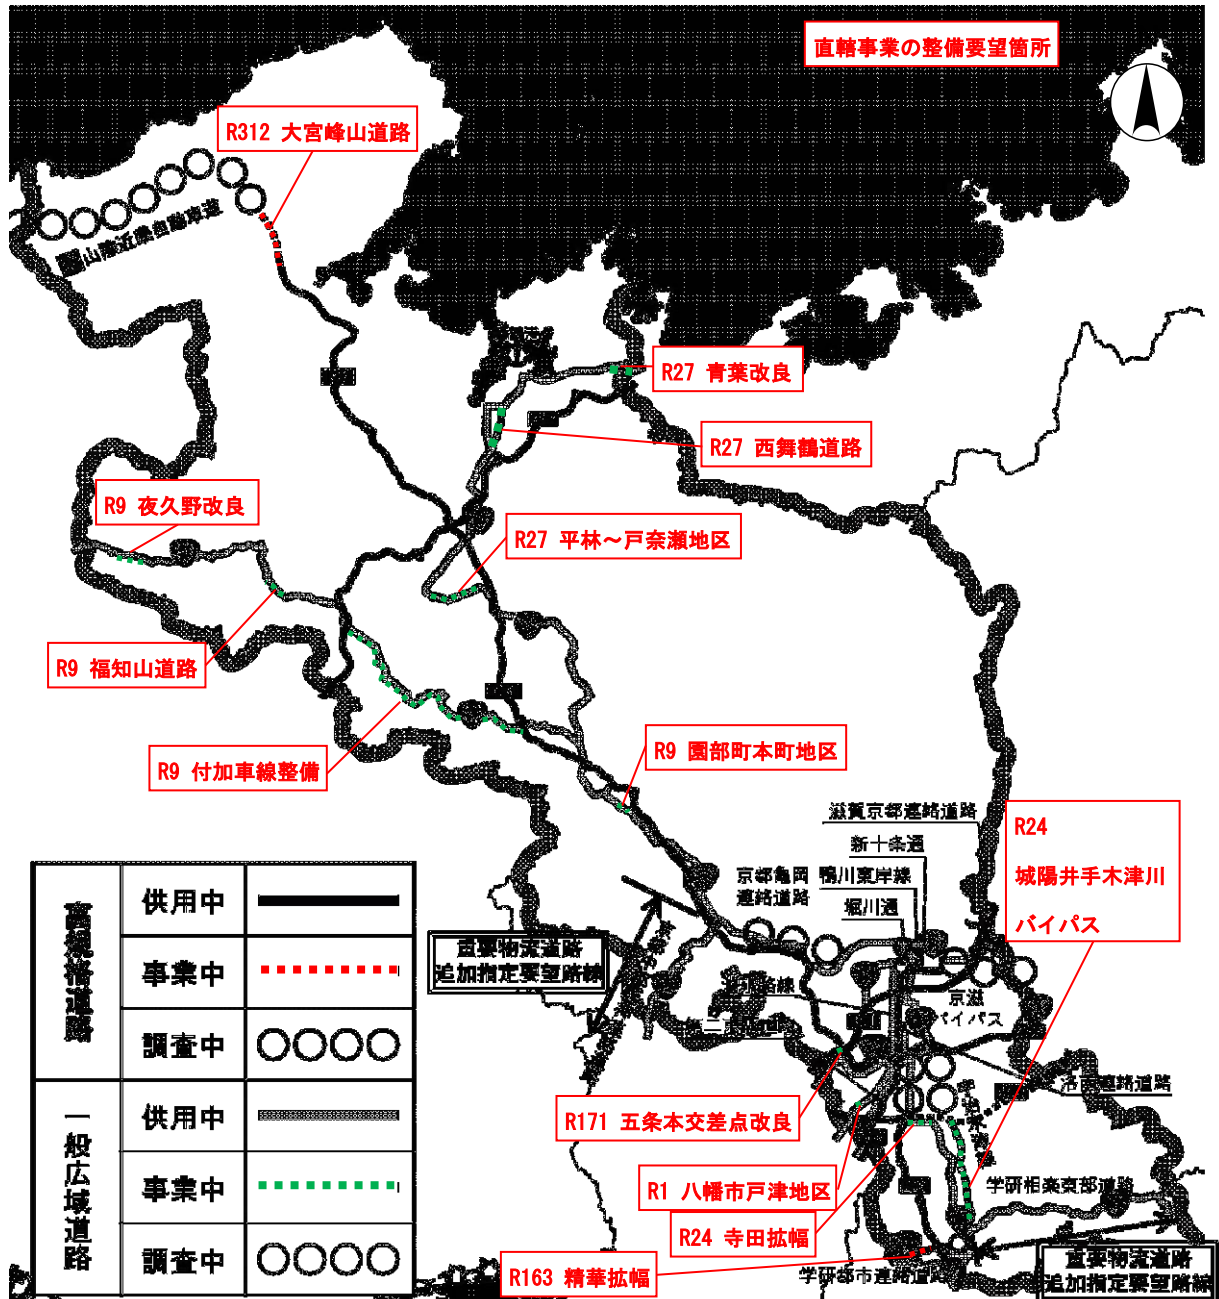 直轄事業の整備要望箇所
R312 大宮峰山道路
山陰近畿自動車道
R27 青葉改良
R27 西舞鶴道路
R9 夜久野改良
R27 平林～戸奈瀬地区
R9 福知山道路
R9 付加車線整備
R9 園部町本町地区
滋賀京都連絡道路
新十条通
京都亀岡
連絡道路
鴨川東岸線
堀川通
R24
城陽井手木津川
バイパス
重要物流道路
追加指定要望路線
京滋
バイパス
洛南連絡道路
R171 五条本交差点改良
R1 八幡市戸津地区
R24 寺田拡幅
学研相楽東部道路
R163 精華拡幅
学研都市連絡道路
重要物流道路
追加指定要望路線
高規格道路
供用中
事業中
調査中
一般広域道路
供用中
事業中
調査中